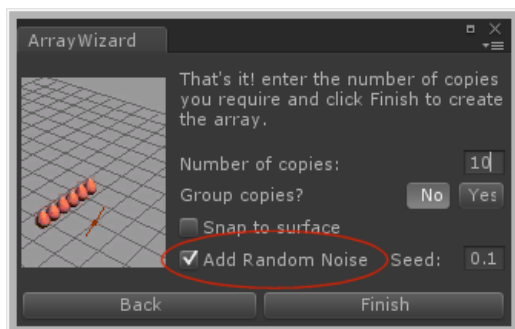 ArrayWizard
That's it! enter the number of copies
you require and click Finish to create
the array.
Number of copies: 10
Group copies? No Yes
Snap to surface
Add Random Noise Seed: 0.1
Back Finish